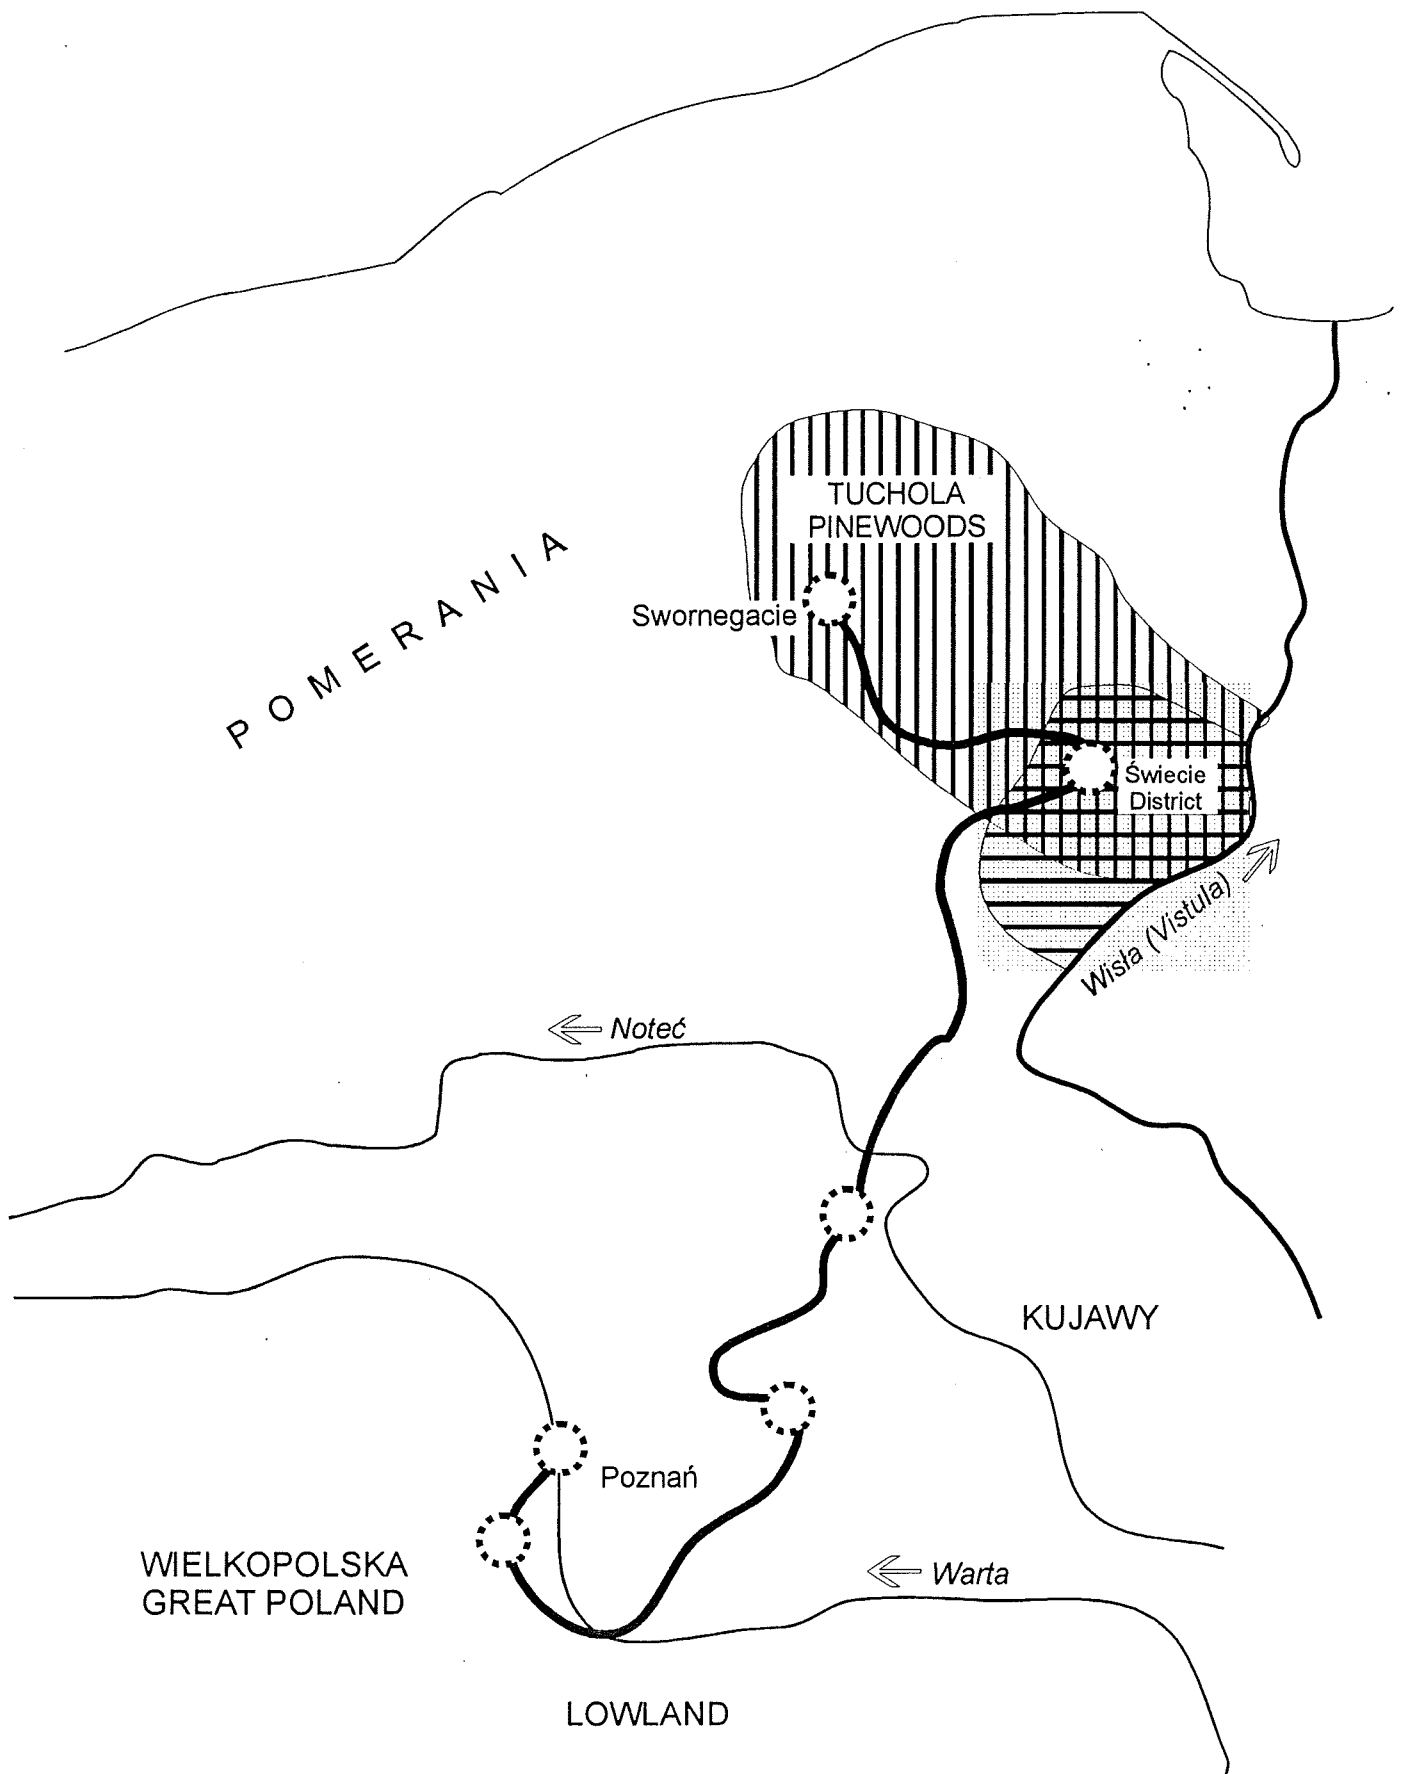 TUCHOLA
PINEWOODS
POMERANIA
Swornegacie
Świecie
District
Wisła (Vistula)
Noteć
KUJAWY
Poznań
WIELKOPOLSKA
GREAT POLAND
Warta
LOWLAND